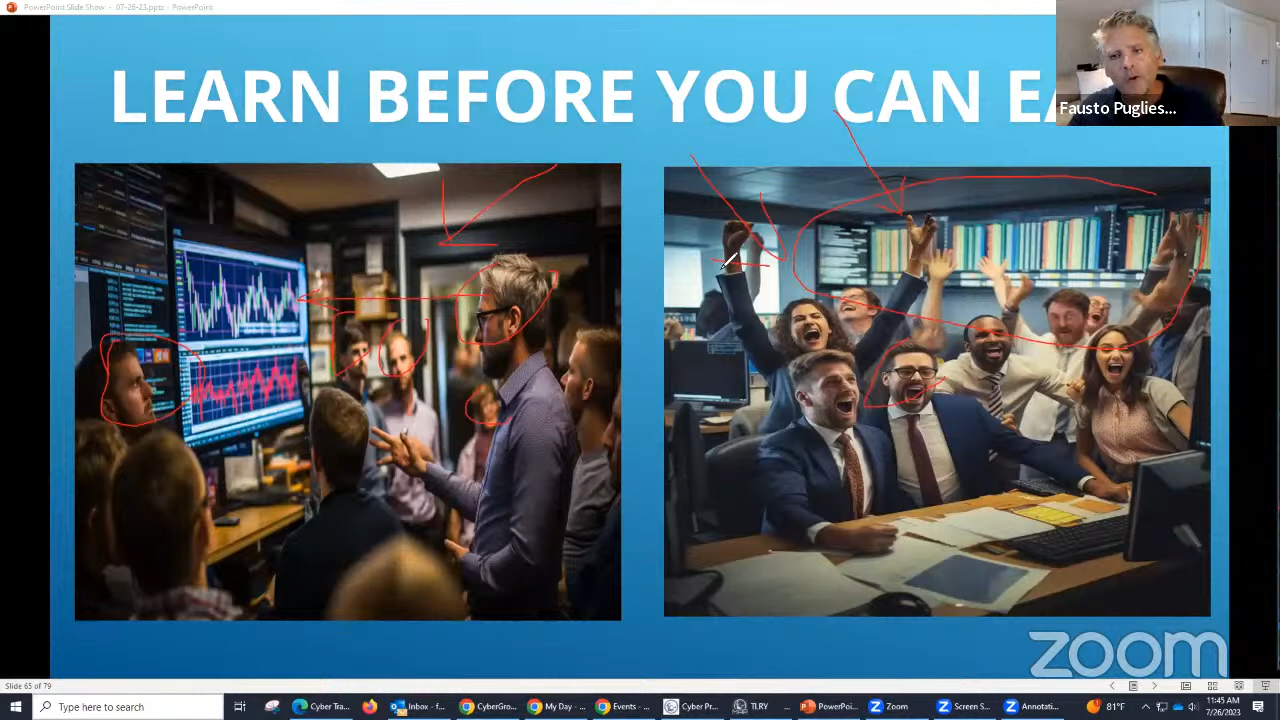 PowerPoint Slide Show - 07-26-23.pptx - PowerPoint
LEARN BEFORE YOU CAN EA
Fausto Puglies...
zoom
Slide 65 of 79
Type here to search
Cyber Tra...
Inbox - f...
CyberGro...
My Day - ...
Events - ...
Cyber Pr...
TLRY ...
PowerPoi...
Zoom
Screen S...
Annotati...
81°F
11:45 AM
7/26/2023